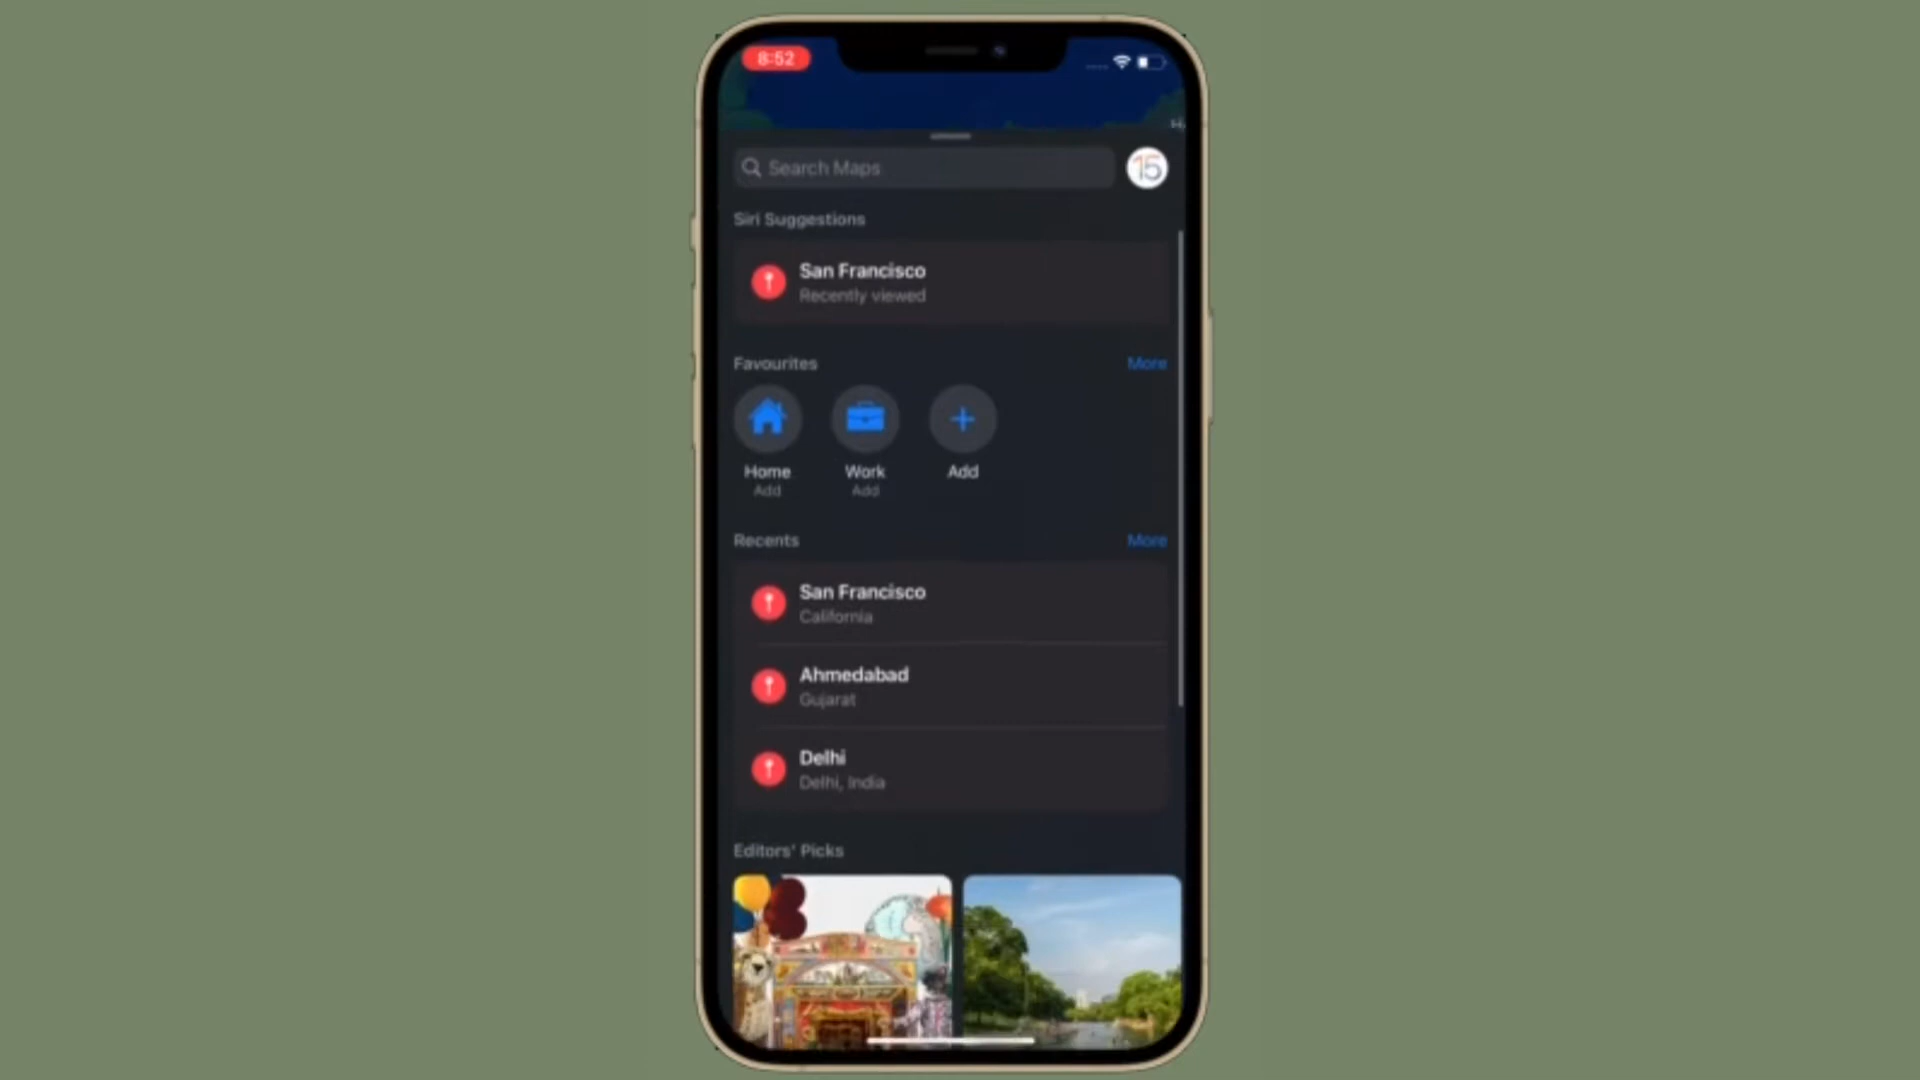 8:52
Search Maps
15
Siri Suggestions
San Francisco
Recently viewed
Favourites
More
Home
Add
Work
Add
Add
Recents
More
San Francisco
California
Ahmedabad
Gujarat
Delhi
Delhi, India
Editors' Picks